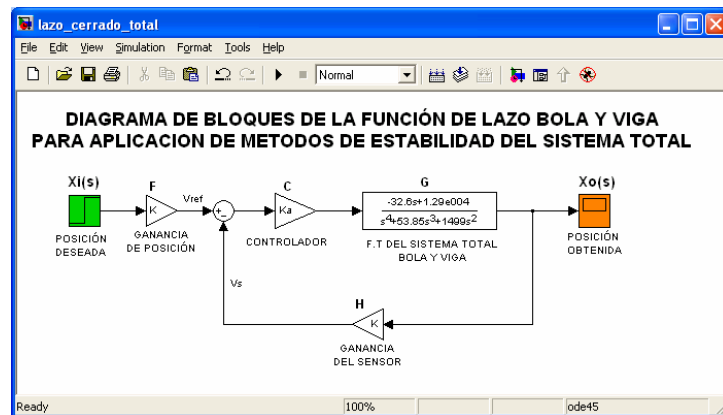 lazo_cerrado_total
File Edit View Simulation Format Tools Help
Normal
DIAGRAMA DE BLOQUES DE LA FUNCIÓN DE LAZO BOLA Y VIGA
PARA APLICACION DE METODOS DE ESTABILIDAD DEL SISTEMA TOTAL
Xi(s)
F
Vref
C
G
Xo(s)
K
+
-
Ka
-32.6s+1.29e004
s4+53.85s3+1499s2
POSICIÓN
DESEADA
GANANCIA
DE POSICIÓN
CONTROLADOR
F.T DEL SISTEMA TOTAL
BOLA Y VIGA
POSICIÓN
OBTENIDA
Vs
H
K
GANANCIA
DEL SENSOR
Ready 100% ode45